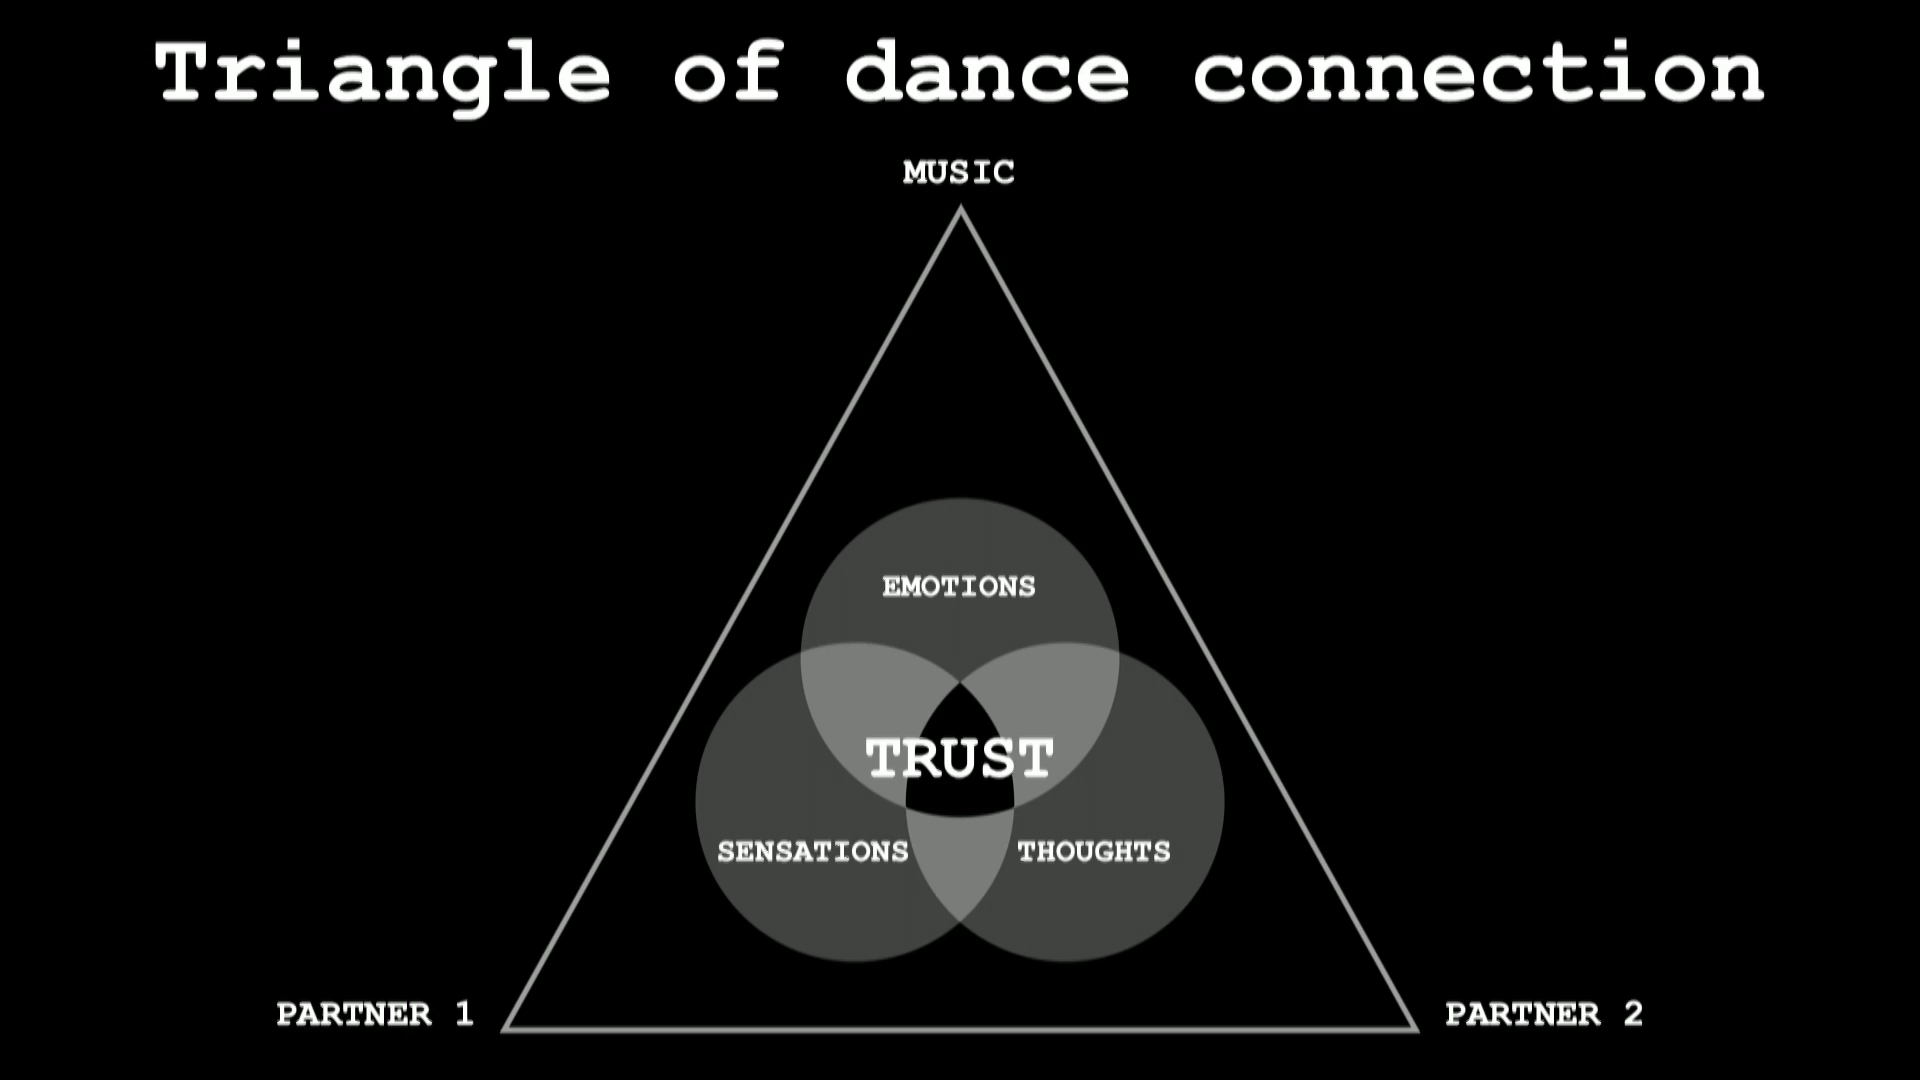 Triangle of dance connection
MUSIC
EMOTIONS
TRUST
SENSATIONS THOUGHTS
PARTNER 1 PARTNER 2